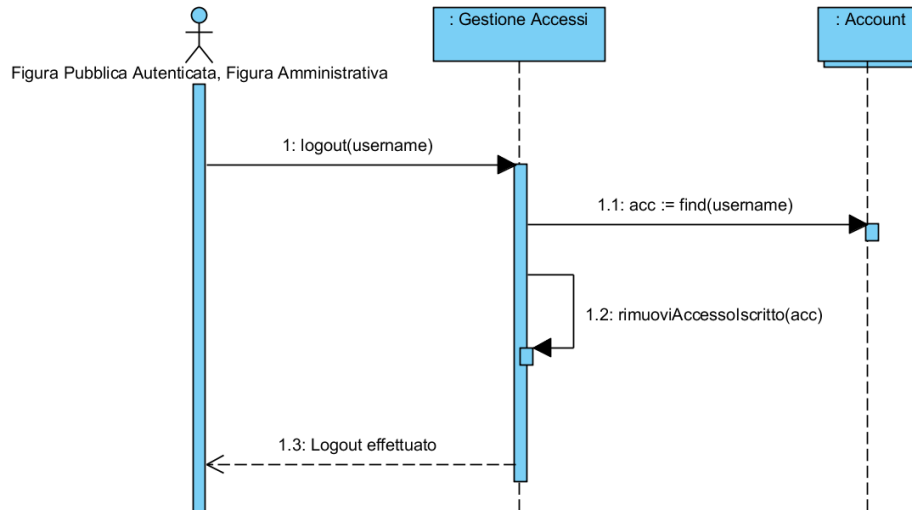 : Gestione Accessi
: Account
Figura Pubblica Autenticata, Figura Amministrativa
1: logout(username)
1.1: acc := find(username)
1.2: rimuoviAccessoIscritto(acc)
1.3: Logout effettuato